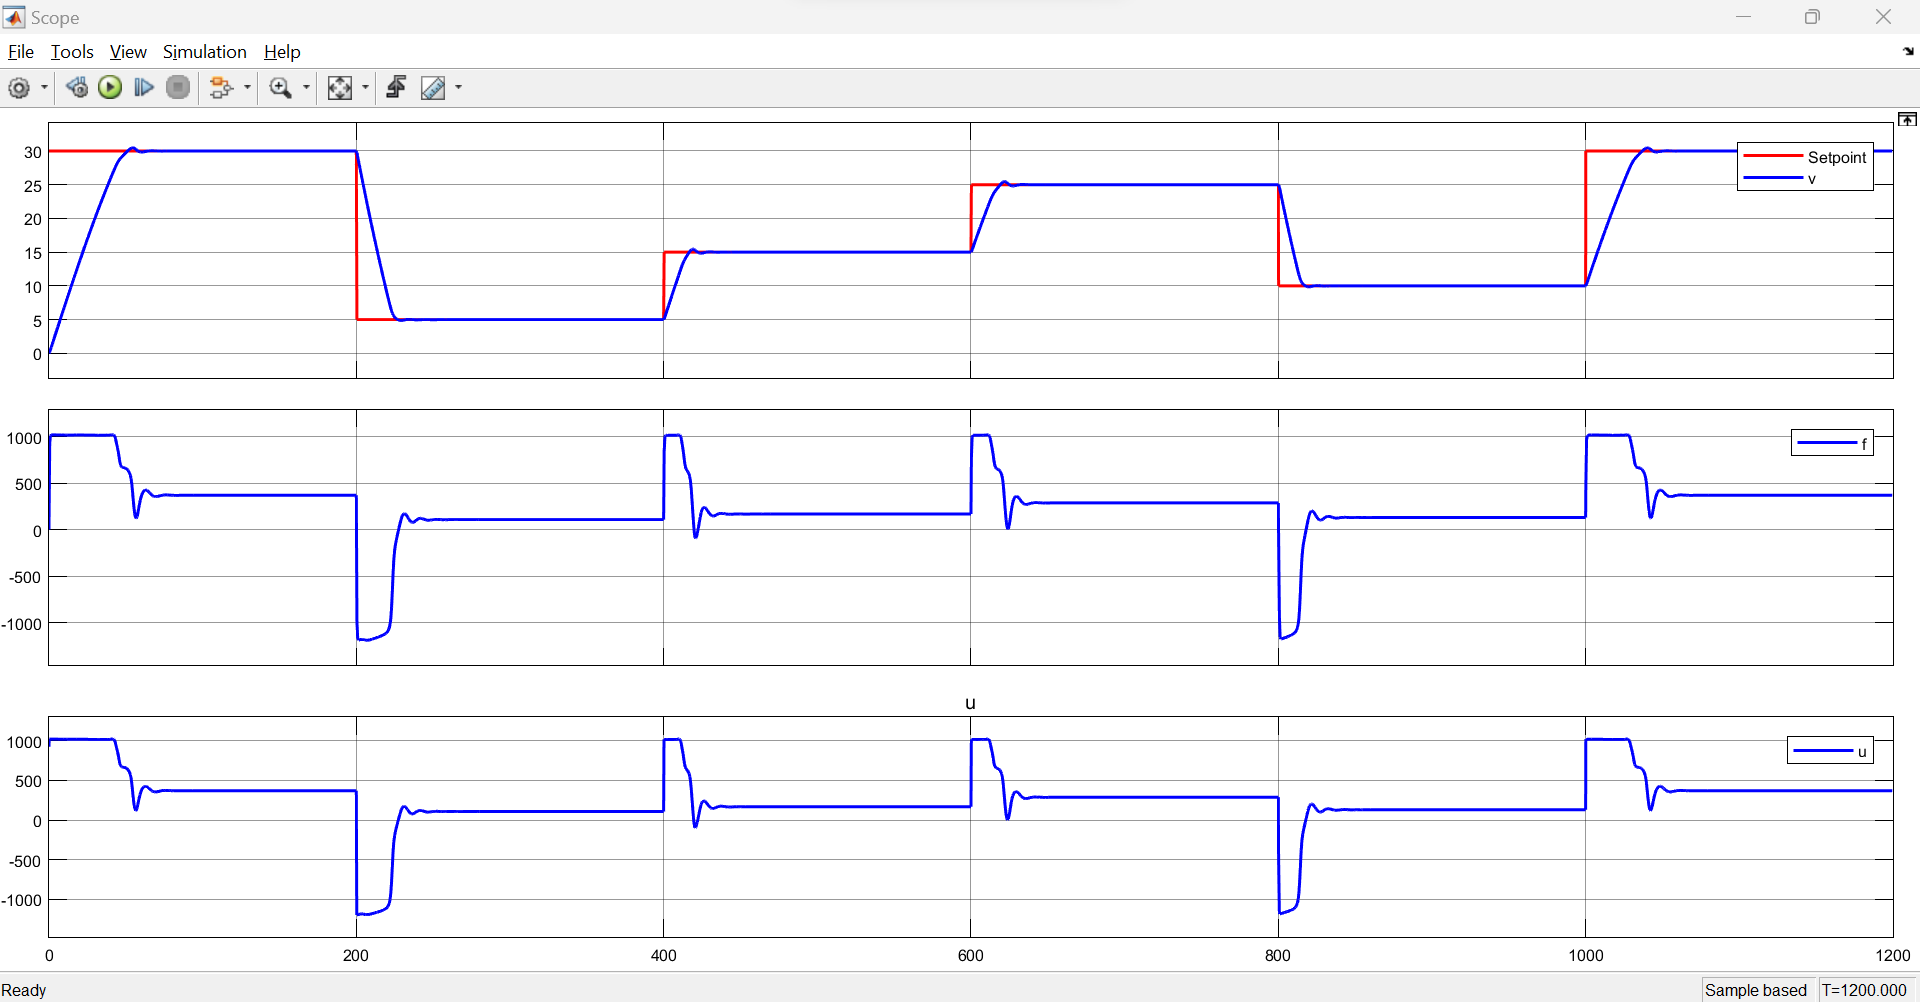 Scope
File Tools View Simulation Help
30
25
20
15
10
5
0
Setpoint
v
1000
500
0
-500
-1000
f
u
1000
500
0
-500
-1000
u
0 200 400 600 800 1000 1200
Ready Sample based T=1200.000